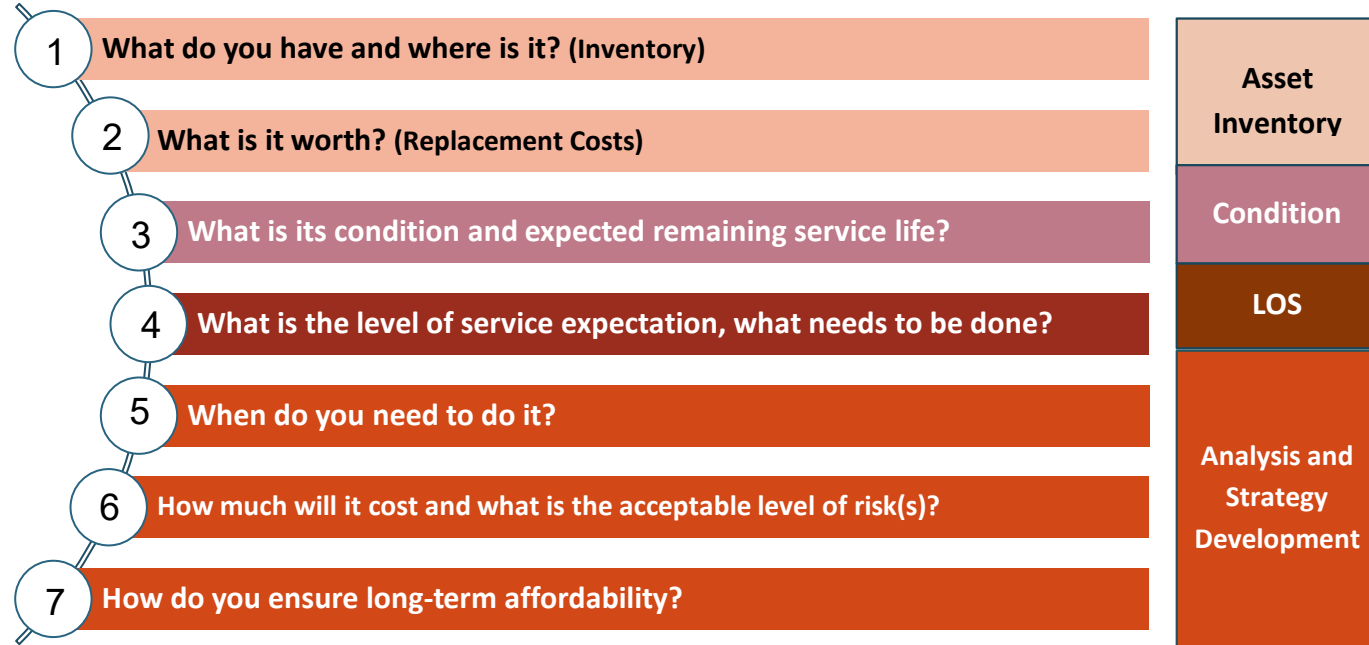 1
What do you have and where is it? (Inventory)
2
What is it worth? (Replacement Costs)
3
What is its condition and expected remaining service life?
4
What is the level of service expectation, what needs to be done?
5
When do you need to do it?
6
How much will it cost and what is the acceptable level of risk(s)?
7
How do you ensure long-term affordability?
Asset
Inventory
Condition
LOS
Analysis and
Strategy
Development